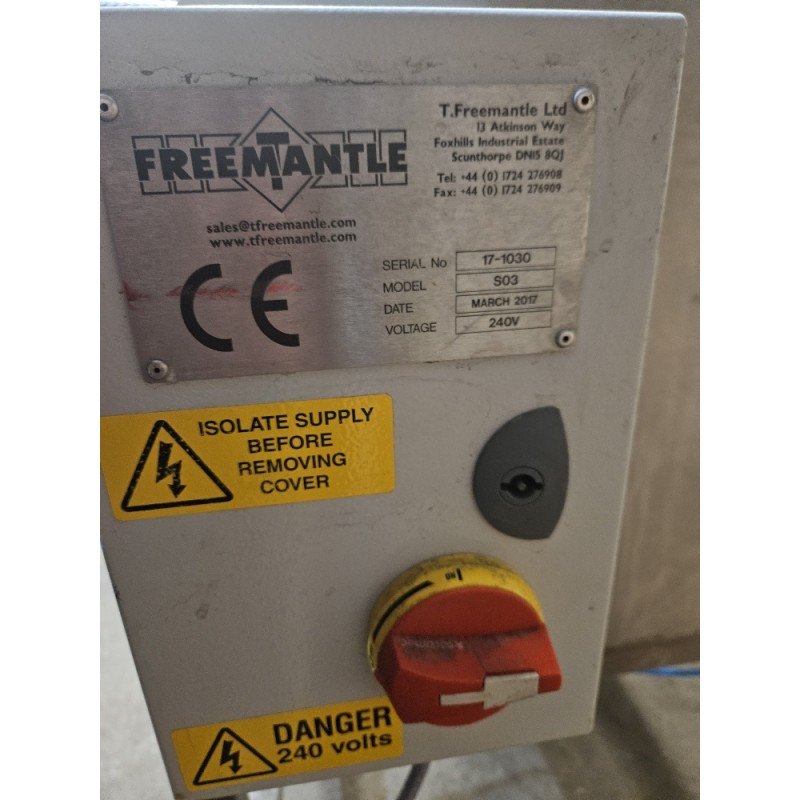 FREEMANTLE
T
sales@tfreemantle.com
www.tfreemantle.com
T.Freemantle Ltd
13 Atkinson Way
Foxhills Industrial Estate
Scunthorpe DN15 8QJ
Tel: +44 (0) 1724 276908
Fax: +44 (0) 1724 276909
CE
SERIAL No 17-1030
MODEL S03
DATE MARCH 2017
VOLTAGE 240V
ISOLATE SUPPLY
BEFORE
REMOVING
COVER
DANGER
240 volts